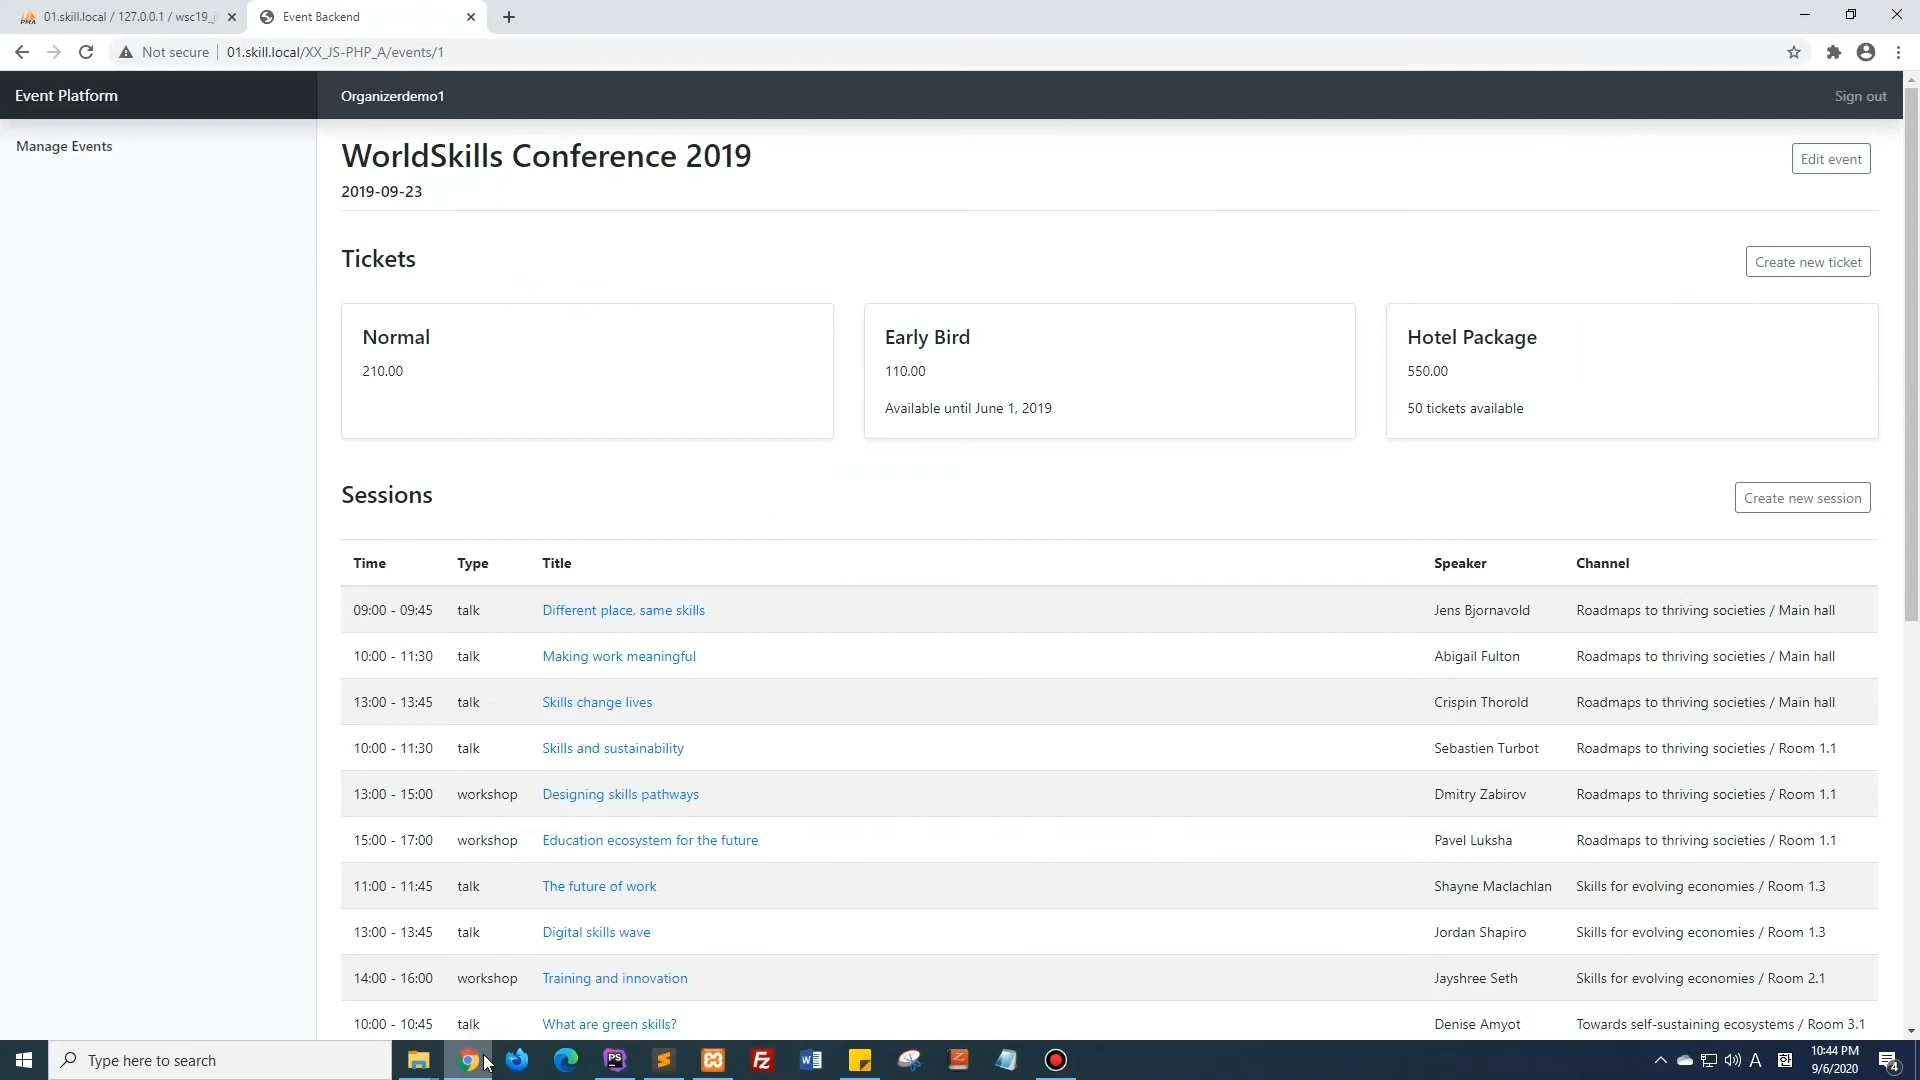 01.skill.local / 127.0.0.1 / wsc19_j
Event Backend
Not secure
01.skill.local/XX_JS-PHP_A/events/1
Event Platform
Organizerdemo1
Sign out
Manage Events
WorldSkills Conference 2019
Edit event
2019-09-23
Tickets
Create new ticket
Normal
210.00
Early Bird
110.00
Available until June 1, 2019
Hotel Package
550.00
50 tickets available
Sessions
Create new session
Time Type Title Speaker Channel
09:00 - 09:45 talk Different place, same skills Jens Bjornavold Roadmaps to thriving societies / Main hall
10:00 - 11:30 talk Making work meaningful Abigail Fulton Roadmaps to thriving societies / Main hall
13:00 - 13:45 talk Skills change lives Crispin Thorold Roadmaps to thriving societies / Main hall
10:00 - 11:30 talk Skills and sustainability Sebastien Turbot Roadmaps to thriving societies / Room 1.1
13:00 - 15:00 workshop Designing skills pathways Dmitry Zabirov Roadmaps to thriving societies / Room 1.1
15:00 - 17:00 workshop Education ecosystem for the future Pavel Luksha Roadmaps to thriving societies / Room 1.1
11:00 - 11:45 talk The future of work Shayne Maclachlan Skills for evolving economies / Room 1.3
13:00 - 13:45 talk Digital skills wave Jordan Shapiro Skills for evolving economies / Room 1.3
14:00 - 16:00 workshop Training and innovation Jayshree Seth Skills for evolving economies / Room 2.1
10:00 - 10:45 talk What are green skills? Denise Amyot Towards self-sustaining ecosystems / Room 3.1
Type here to search
A
10:44 PM
9/6/2020
4